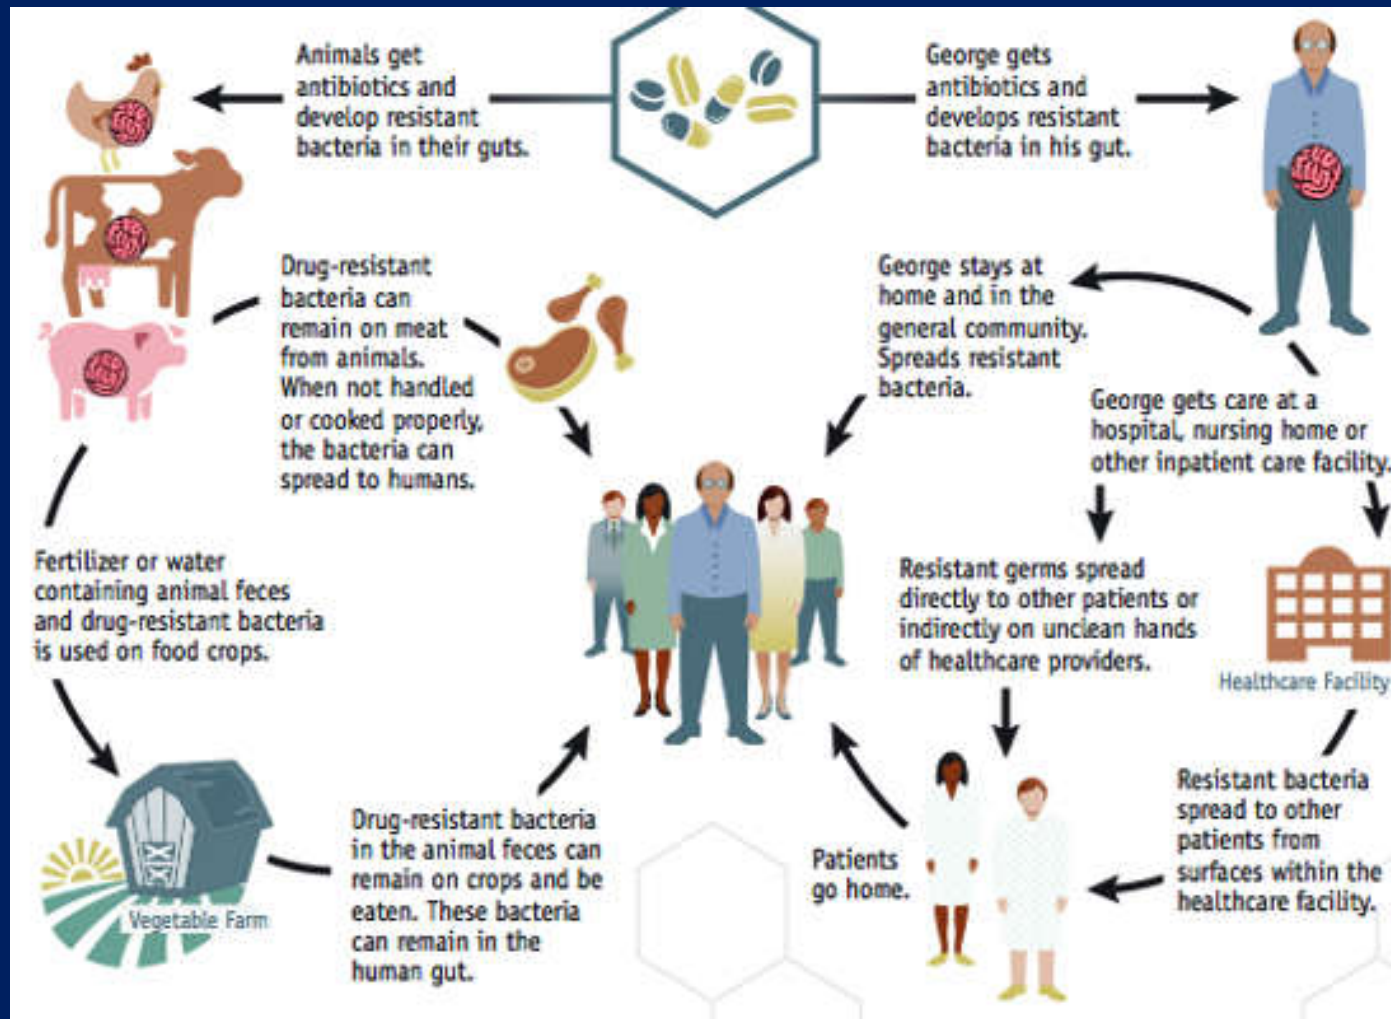 Animals get
antibiotics and
develop resistant
bacteria in their guts.
George gets
antibiotics and
develops resistant
bacteria in his gut.
Drug-resistant
bacteria can
remain on meat
from animals.
When not handled
or cooked properly,
the bacteria can
spread to humans.
George stays at
home and in the
general community.
Spreads resistant
bacteria.
George gets care at a
hospital, nursing home or
other inpatient care facility.
Fertilizer or water
containing animal feces
and drug-resistant bacteria
is used on food crops.
Resistant germs spread
directly to other patients or
indirectly on unclean hands
of healthcare providers.
Healthcare Facility
Vegetable Farm
Drug-resistant bacteria
in the animal feces can
remain on crops and be
eaten. These bacteria
can remain in the
human gut.
Patients
go home.
Resistant bacteria
spread to other
patients from
surfaces within the
healthcare facility.